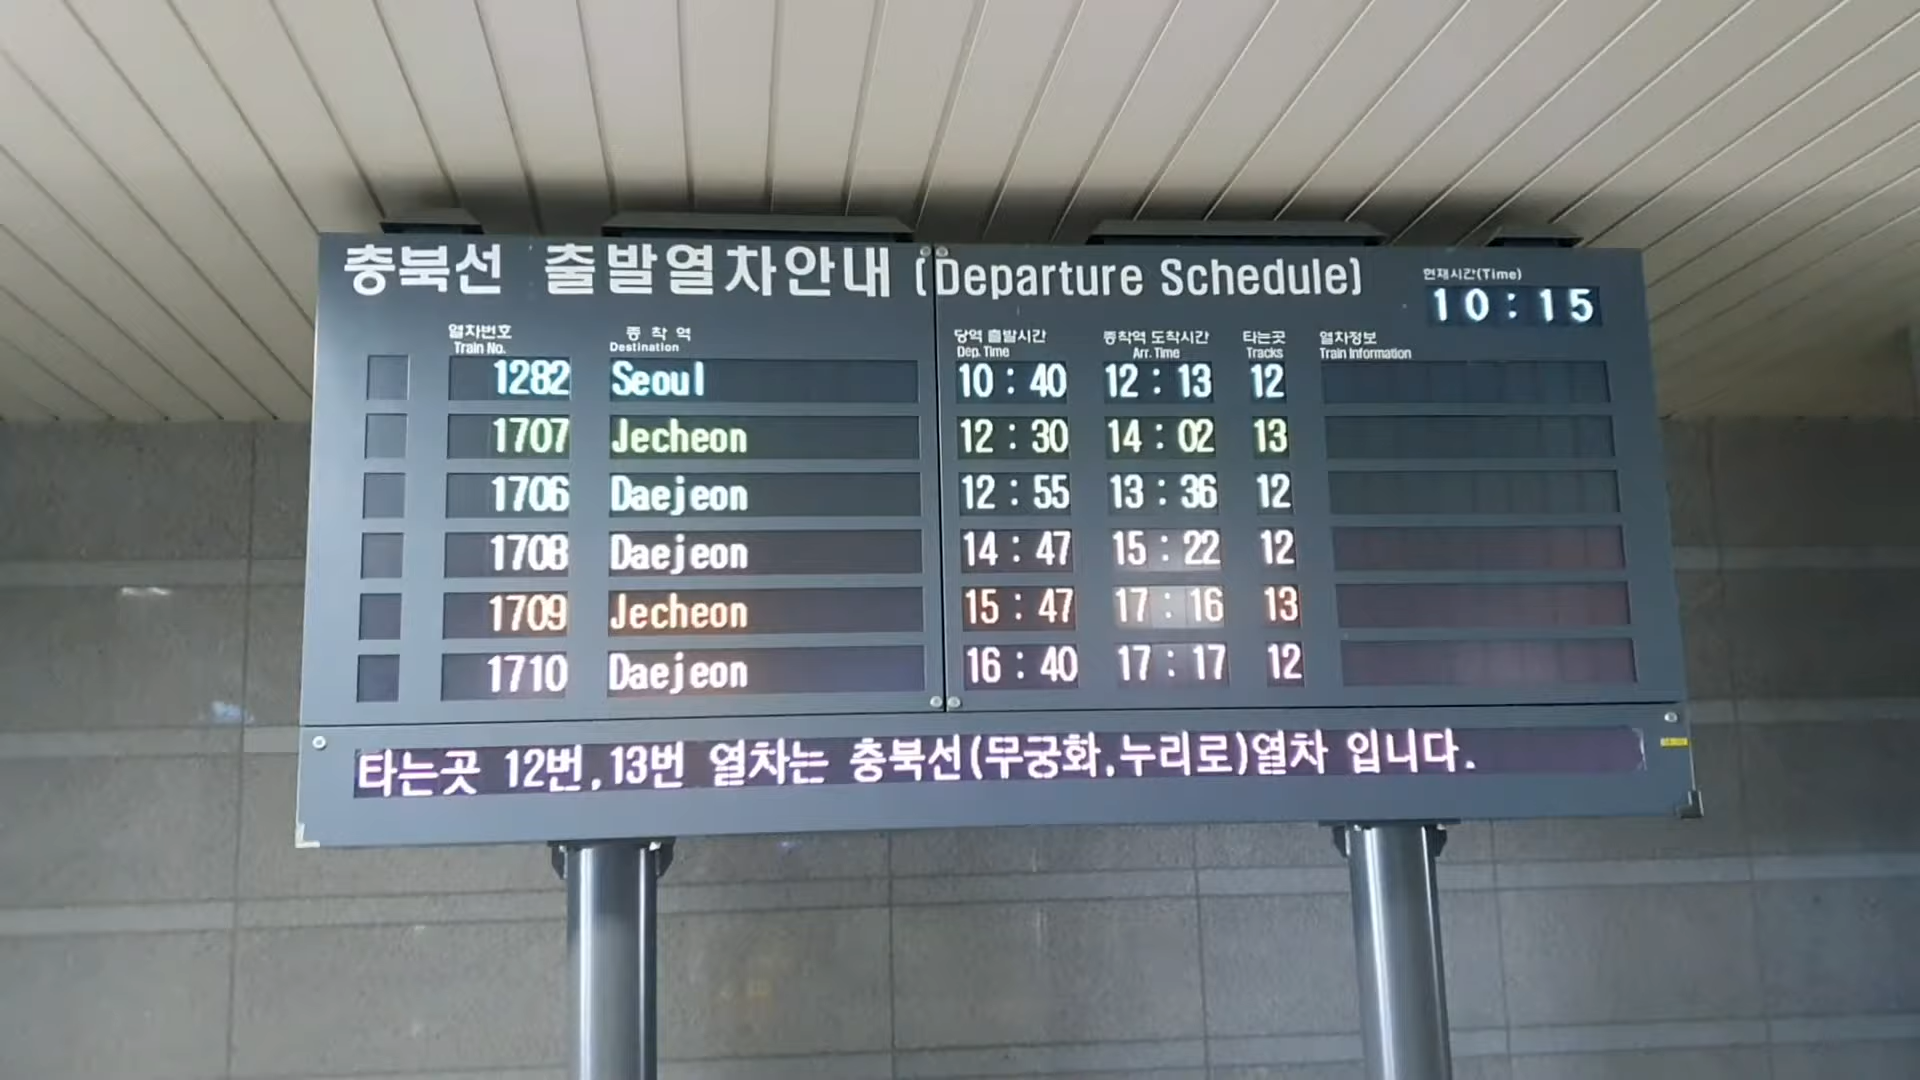 충북선 출발열차안내 (Departure Schedule)
현재시간(Time)
10:15
열차번호 종착역 당역 출발시간 종착역 도착시간 타는곳 열차정보
Train No. Destination Dep. Time Arr. Time Tracks Train Information
1282 Seoul 10:40 12:13 12
1707 Jecheon 12:30 14:02 13
1706 Daejeon 12:55 13:36 12
1708 Daejeon 14:47 15:22 12
1709 Jecheon 15:47 17:16 13
1710 Daejeon 16:40 17:17 12
타는곳 12번,13번 열차는 충북선(무궁화,누리로)열차 입니다.